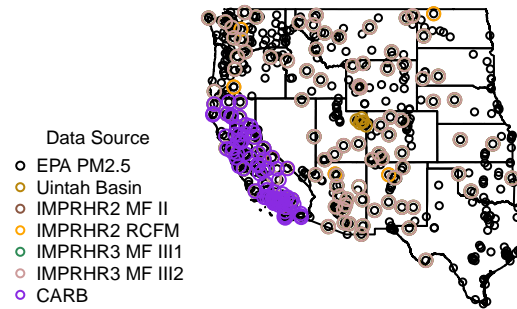 Data Source
EPA PM2.5
Uintah Basin
IMPRHR2 MF II
IMPRHR2 RCFM
IMPRHR3 MF III1
IMPRHR3 MF III2
CARB